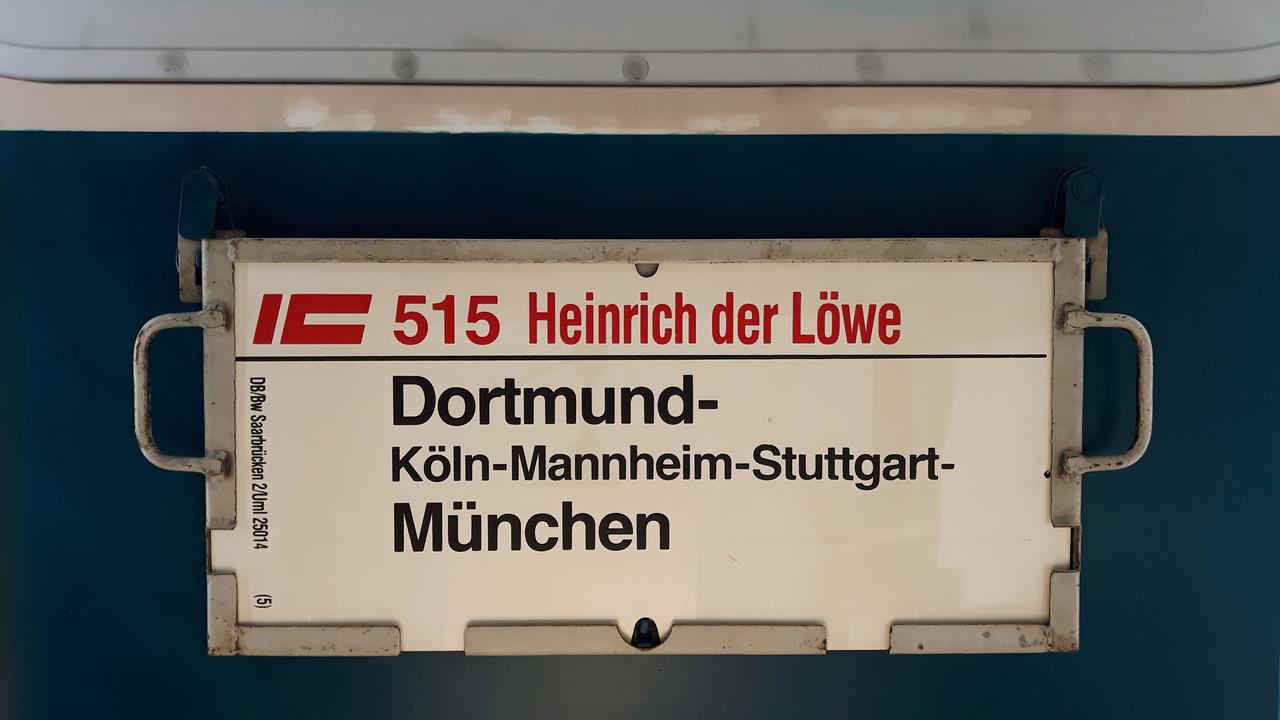 IC 515 Heinrich der Löwe
Dortmund-
Köln-Mannheim-Stuttgart-
München
DB/Bw Saarbrücken 2/Uml 25014 (5)